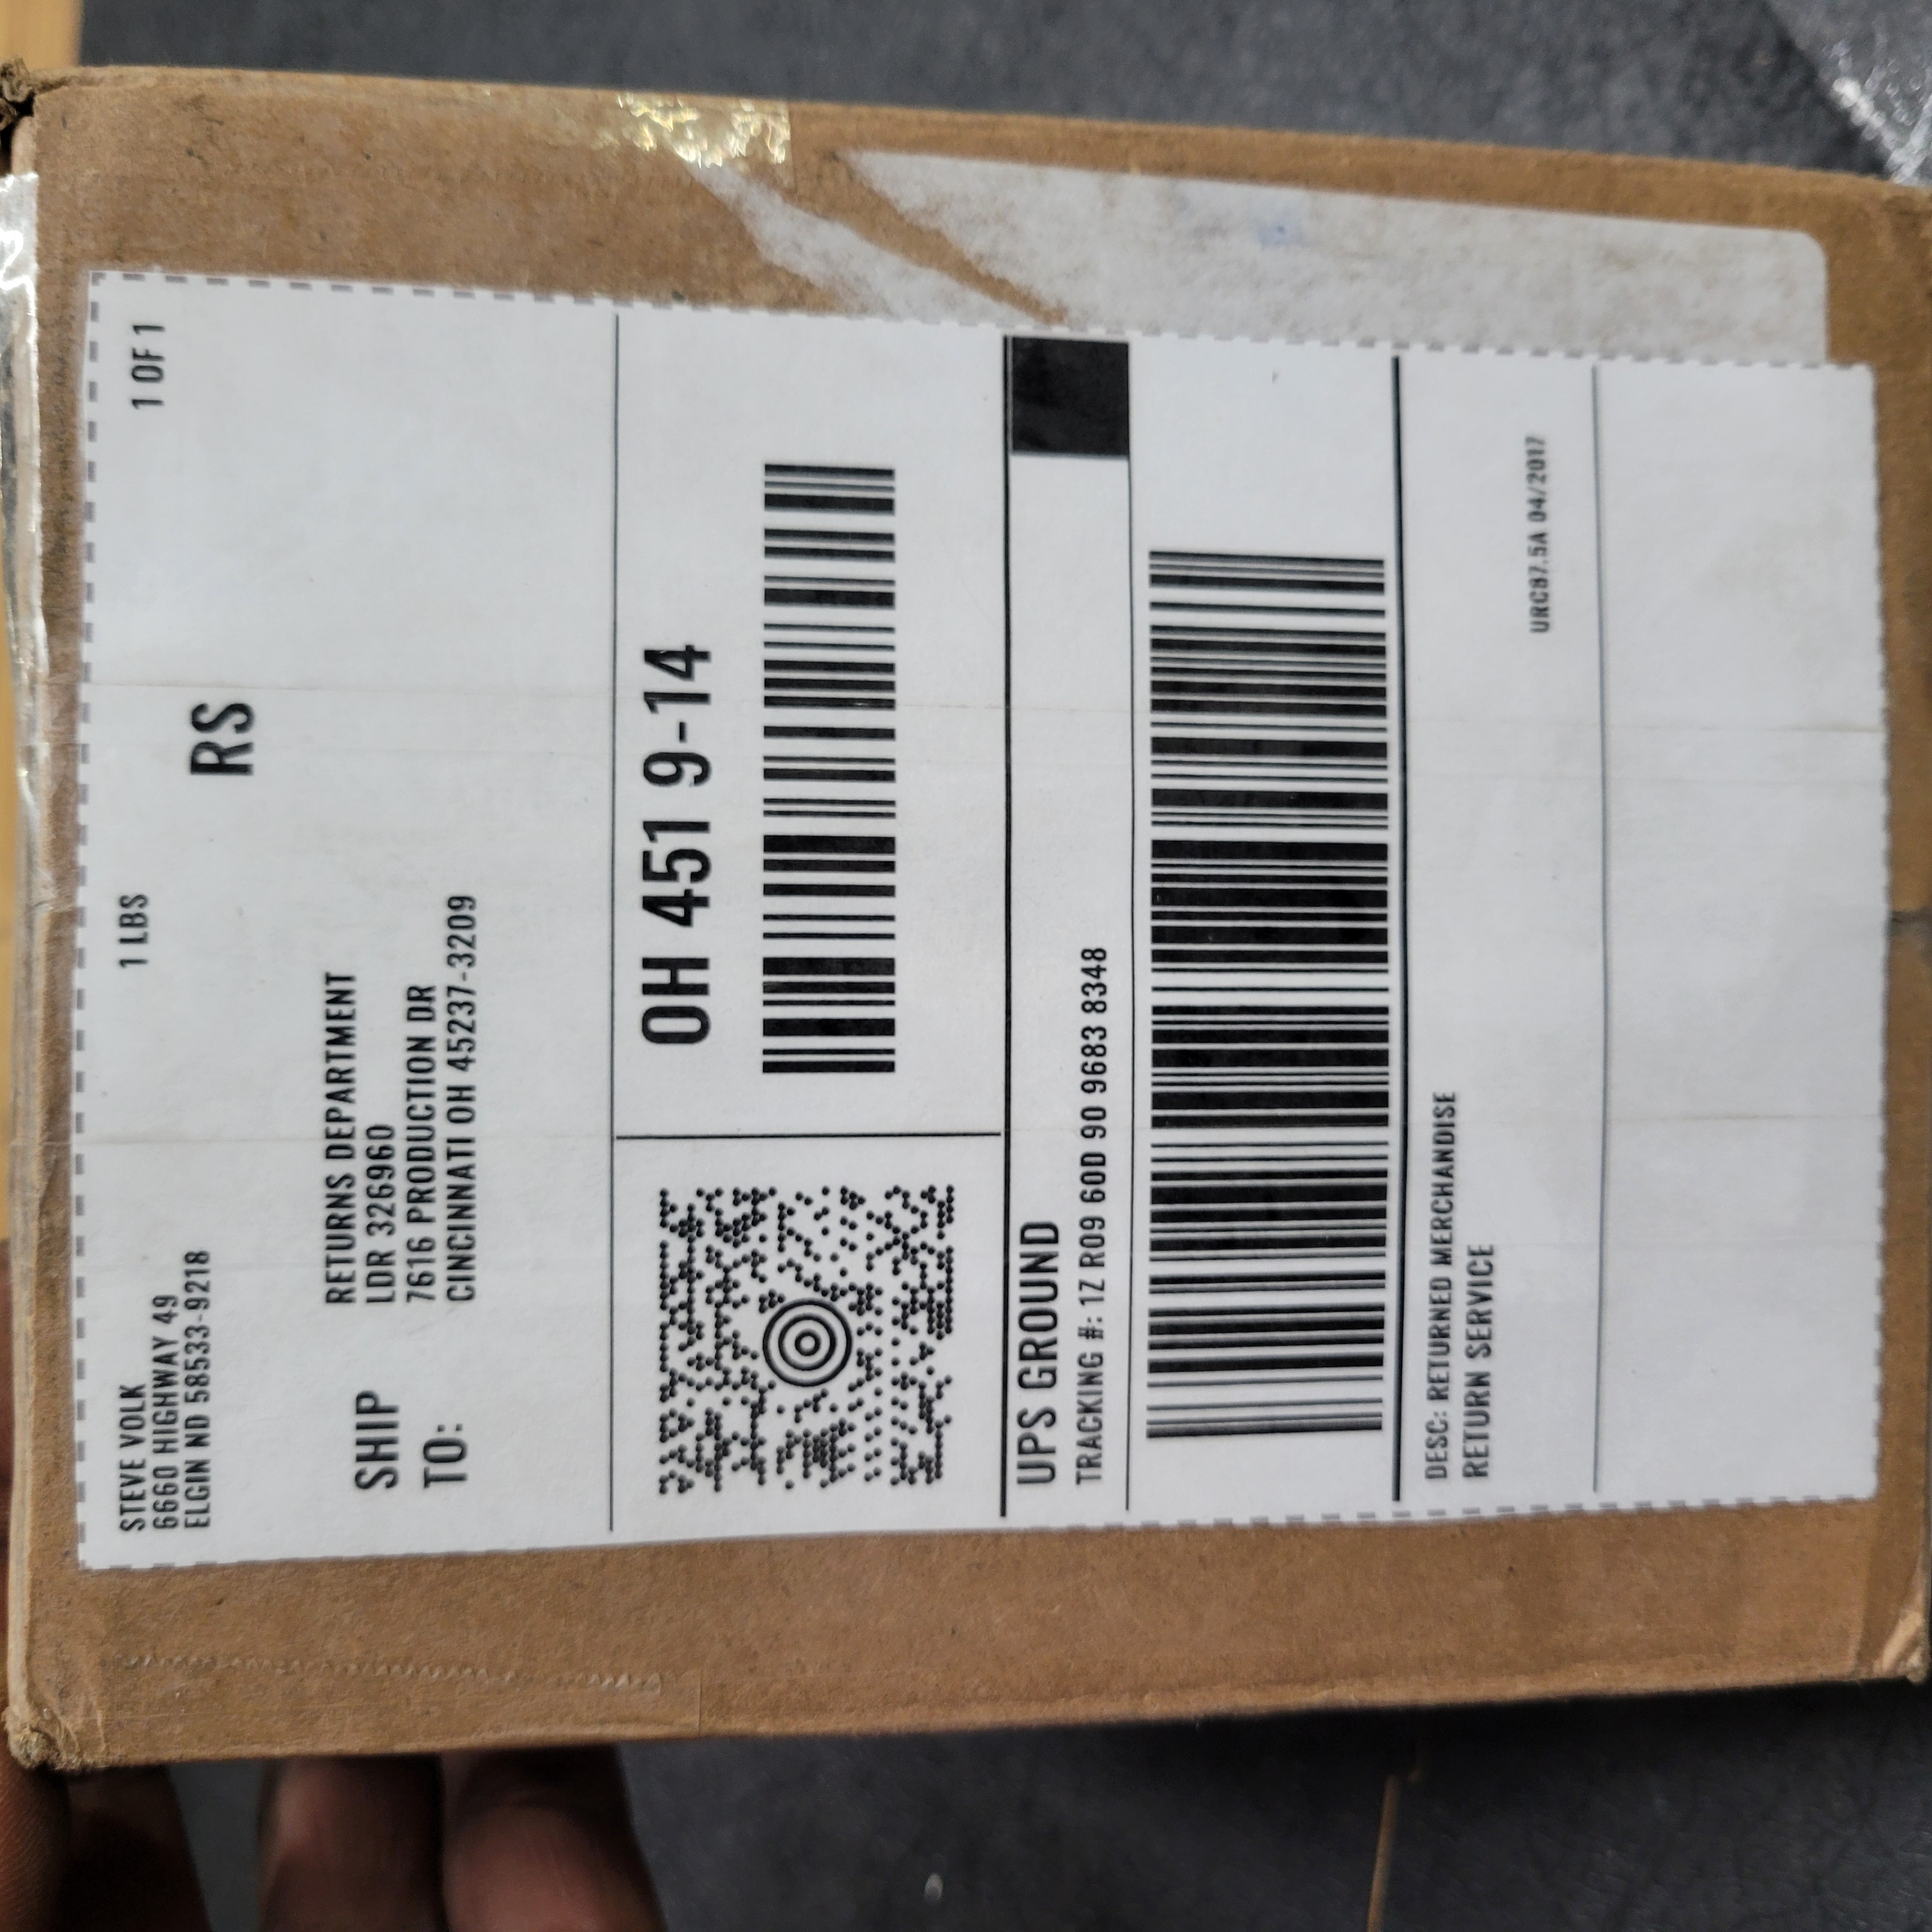 STEVE VOLK
6660 HIGHWAY 49
ELGIN ND 58533-9218
1 LBS
1 OF 1
RS
SHIP
TO:
RETURNS DEPARTMENT
LDR 326960
7616 PRODUCTION DR
CINCINNATI OH 45237-3209
OH 451 9-14
UPS GROUND
TRACKING #: 1Z R09 60D 90 9683 8348
DESC: RETURNED MERCHANDISE
RETURN SERVICE
URC87.5A 04/2017